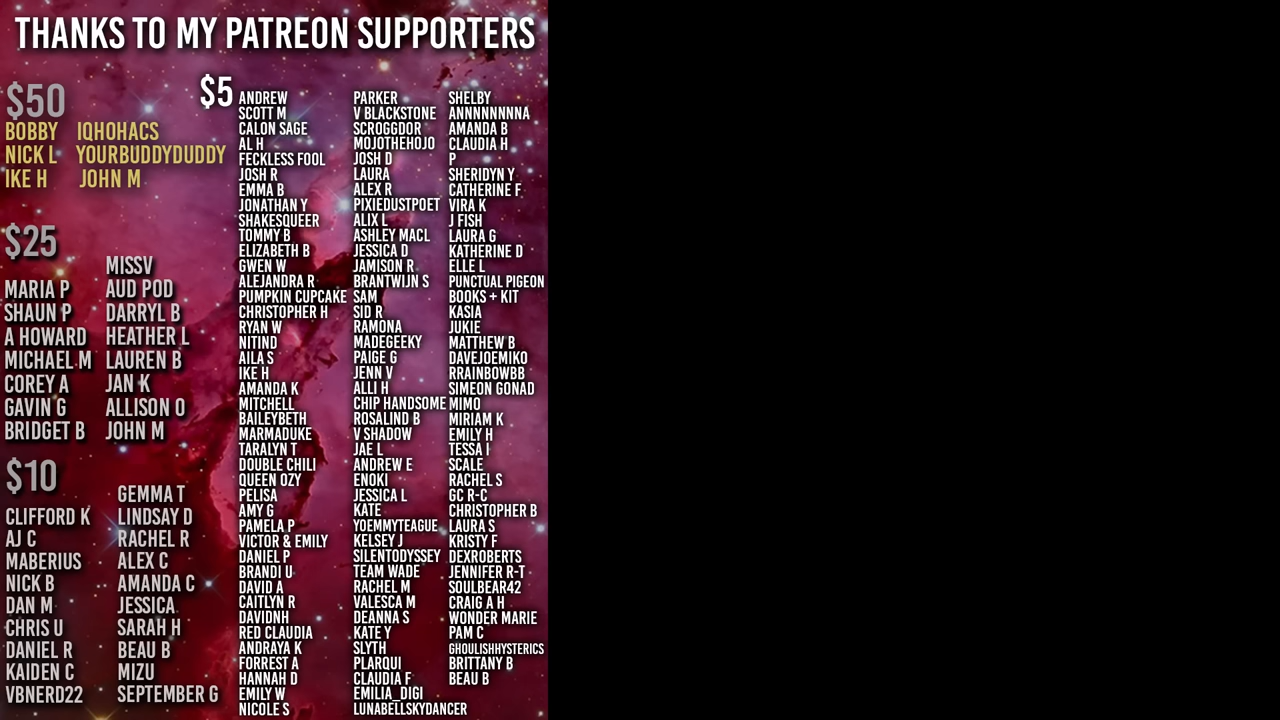 THANKS TO MY PATREON SUPPORTERS
$50
BOBBY
NICK L
IKE H
IQHOHACS
YOURBUDDYDUDDY
JOHN M
$25
MARIA P
SHAUN P
A HOWARD
MICHAEL M
COREY A
GAVIN G
BRIDGET B
MISSV
AUD POD
DARRYL B
HEATHER L
LAUREN B
JAN K
ALLISON O
JOHN M
$10
CLIFFORD K
AJ C
MABERIUS
NICK B
DAN M
CHRIS U
DANIEL R
KAIDEN C
VBNERD22
GEMMA T
LINDSAY D
RACHEL R
ALEX C
AMANDA C
JESSICA
SARAH H
BEAU B
MIZU
SEPTEMBER G
$5
ANDREW
SCOTT M
CALON SAGE
AL H
FECKLESS FOOL
JOSH R
EMMA B
JONATHAN Y
SHAKESQUEER
TOMMY B
ELIZABETH B
GWEN W
ALEJANDRA R
PUMPKIN CUPCAKE
CHRISTOPHER H
RYAN W
NITIND
AILA S
IKE H
AMANDA K
MITCHELL
BAILEYBETH
MARMADUKE
TARALYN T
DOUBLE CHILI
QUEEN OZY
PELISA
AMY G
PAMELA P
VICTOR & EMILY
DANIEL P
BRANDI U
DAVID A
CAITLYN R
DAVIDNH
RED CLAUDIA
ANDRAYA K
FORREST A
HANNAH D
EMILY W
NICOLE S
PARKER
V BLACKSTONE
SCROGGDOR
MOJOTHEHOJO
JOSH D
LAURA
ALEX R
PIXIEDUSTPOET
ALIX L
ASHLEY MACL
JESSICA D
JAMISON R
BRANTWIJN S
SAM
SID R
RAMONA
MADEGEEKY
PAIGE G
JENN V
ALLI H
CHIP HANDSOME
ROSALIND B
V SHADOW
JAE L
ANDREW E
ENOKI
JESSICA L
KATE
YOEMMYTEAGUE
KELSEY J
SILENTODYSSEY
TEAM WADE
RACHEL M
VALESCA M
DEANNA S
KATE Y
SLYTH
PLARQUI
CLAUDIA F
EMILIA_DIGI
LUNABELLSKYDANCER
SHELBY
ANNNNNNNNA
AMANDA B
CLAUDIA H
P
SHERIDYN Y
CATHERINE F
VIRA K
J FISH
LAURA G
KATHERINE D
ELLE L
PUNCTUAL PIGEON
BOOKS + KIT
KASIA
JUKIE
MATTHEW B
DAVEJOEMIKO
RRAINBOWBB
SIMEON GONAD
MIMO
MIRIAM K
EMILY H
TESSA I
SCALE
RACHEL S
GC R-C
CHRISTOPHER B
LAURA S
KRISTY F
DEXROBERTS
JENNIFER R-T
SOULBEAR42
CRAIG A H
WONDER MARIE
PAM C
GHOULISHHYSTERICS
BRITTANY B
BEAU B